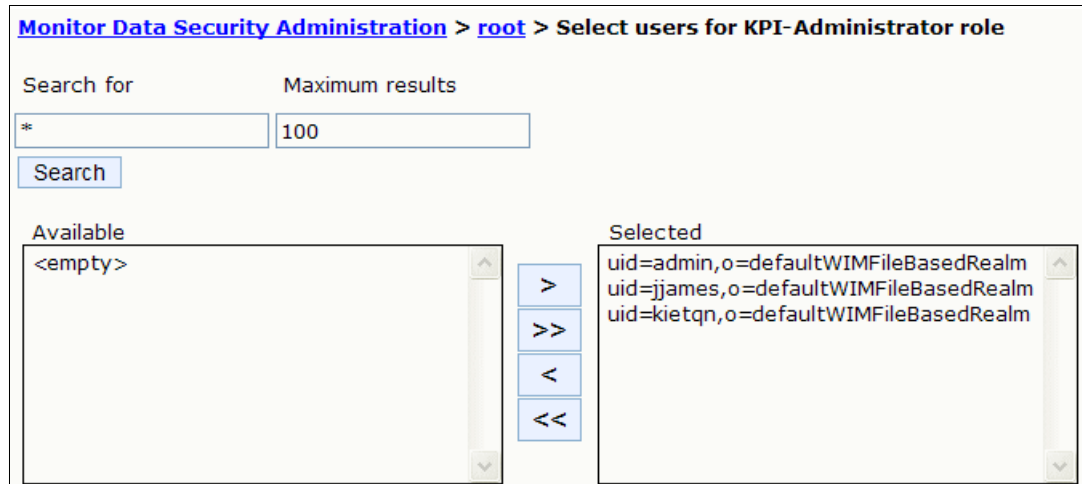 Monitor Data Security Administration > root > Select users for KPI-Administrator role
Search for Maximum results
* 100
Search
Available Selected
<empty> uid=admin,o=defaultWIMFileBasedRealm
uid=jjames,o=defaultWIMFileBasedRealm
uid=kietqn,o=defaultWIMFileBasedRealm
>
>>
<
<<